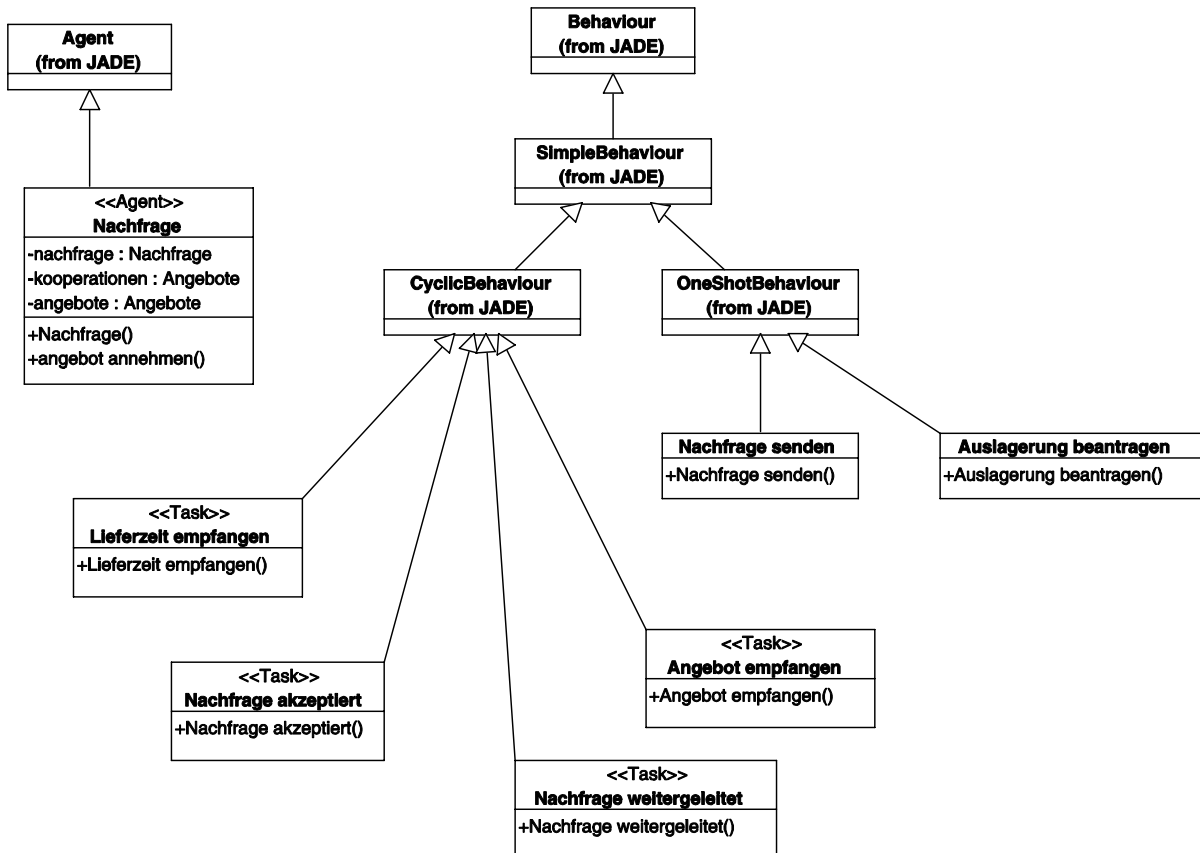 Agent
(from JADE)
<<Agent>>
Nachfrage
-nachfrage : Nachfrage
-kooperationen : Angebote
-angebote : Angebote
+Nachfrage()
+angebot annehmen()
Behaviour
(from JADE)
SimpleBehaviour
(from JADE)
CyclicBehaviour
(from JADE)
OneShotBehaviour
(from JADE)
Nachfrage senden
+Nachfrage senden()
Auslagerung beantragen
+Auslagerung beantragen()
<<Task>>
Lieferzeit empfangen
+Lieferzeit empfangen()
<<Task>>
Nachfrage akzeptiert
+Nachfrage akzeptiert()
<<Task>>
Angebot empfangen
+Angebot empfangen()
<<Task>>
Nachfrage weitergeleitet
+Nachfrage weitergeleitet()